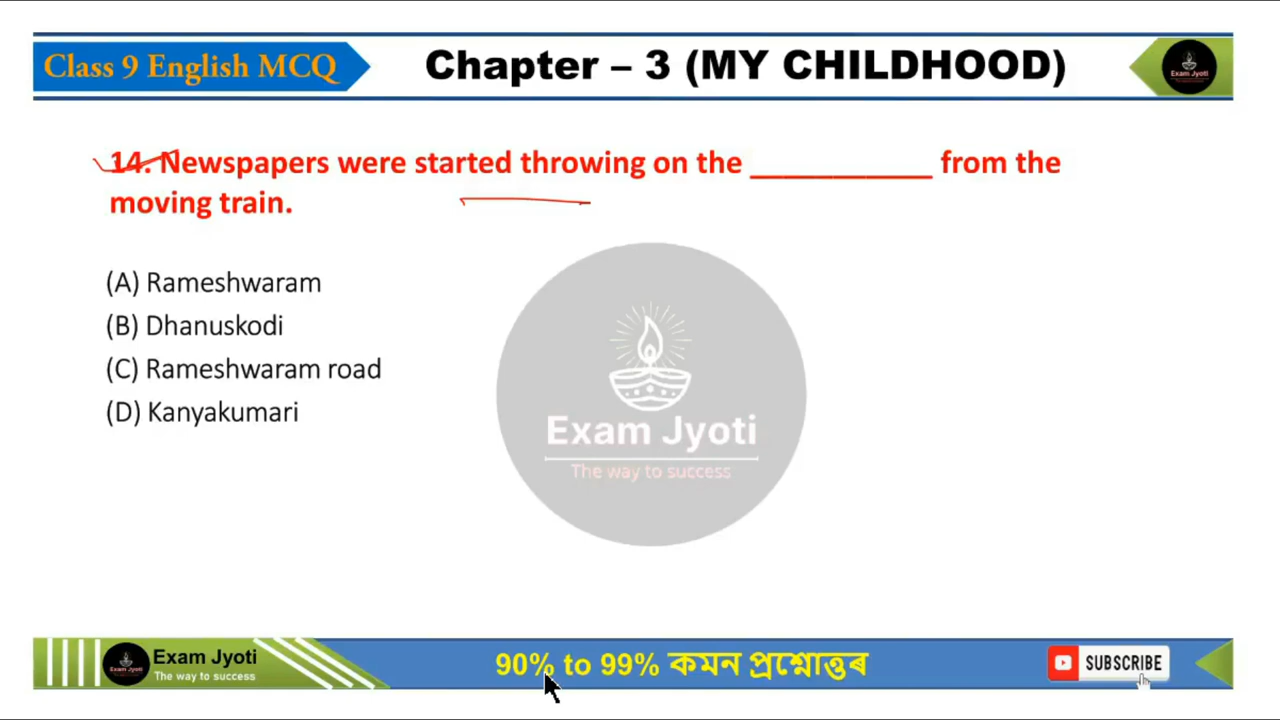 Class 9 English MCQ
Chapter – 3 (MY CHILDHOOD)
Exam Jyoti
14. Newspapers were started throwing on the ____________ from the
moving train.
(A) Rameshwaram
(B) Dhanuskodi
(C) Rameshwaram road
(D) Kanyakumari
Exam Jyoti
The way to success
Exam Jyoti
The way to success
90% to 99% কমন প্ৰশ্নোত্তৰ
SUBSCRIBE